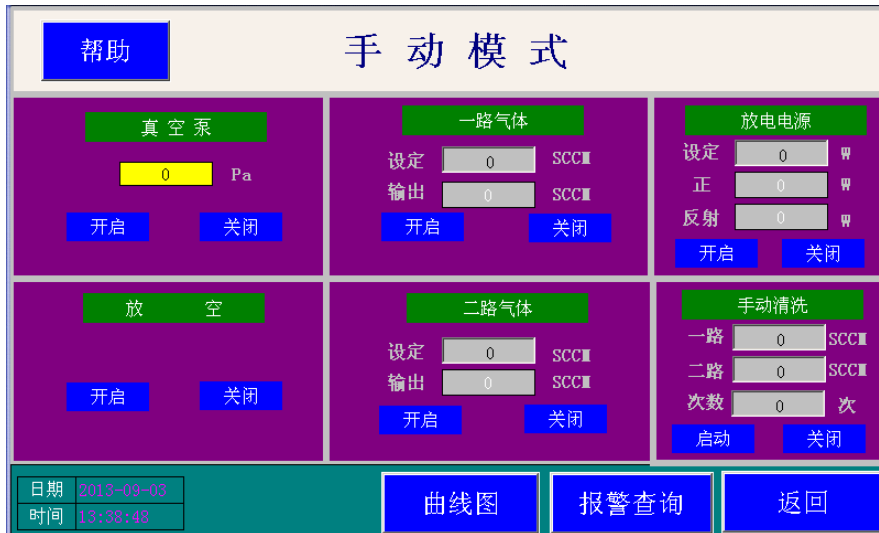 帮助
手动模式
真空泵
0 Pa
开启 关闭
一路气体
设定 0 SCCM
输出 0 SCCM
开启 关闭
放电电源
设定 0 W
正 0 W
反射 0 W
开启 关闭
放 空
开启 关闭
二路气体
设定 0 SCCM
输出 0 SCCM
开启 关闭
手动清洗
一路 0 SCCM
二路 0 SCCM
次数 0 次
启动 关闭
日期 2013-09-03
时间 13:38:48
曲线图
报警查询
返回